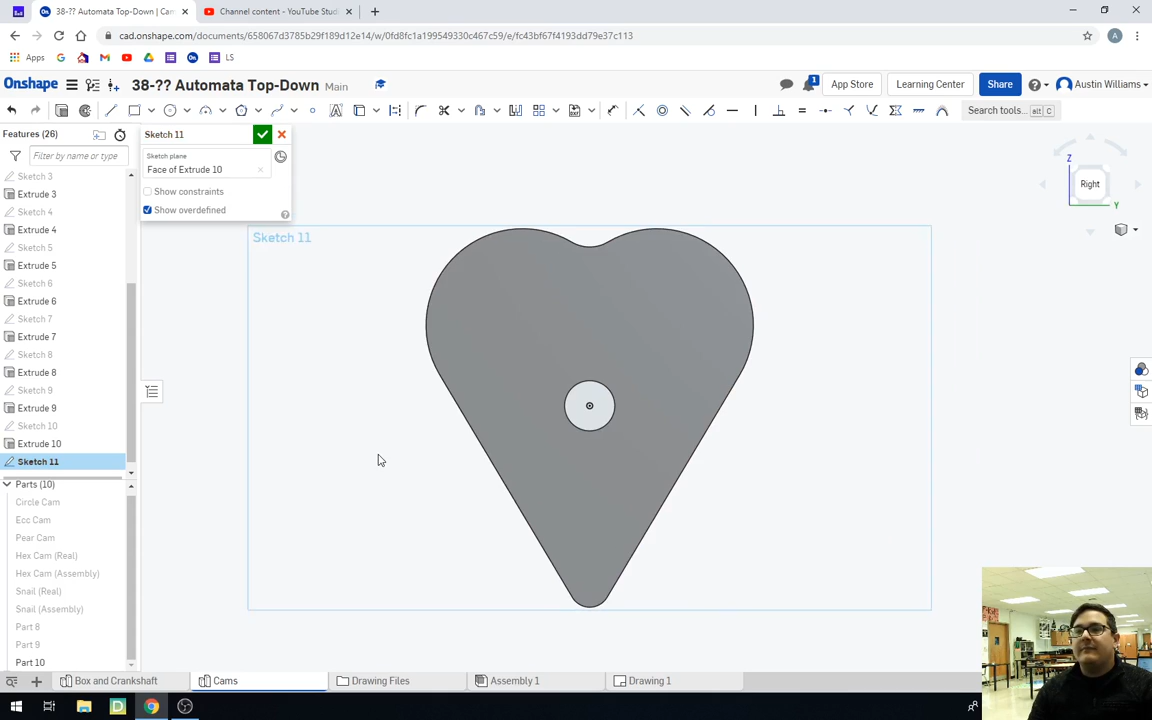 38-?? Automata Top-Down | Cam
Channel content - YouTube Studi
cad.onshape.com/documents/658067d3785b29f189d12e14/w/0fd8fc1a199549330c467c59/e/fc43bf67f4193dd79e37c113
Apps
LS
Onshape
38-?? Automata Top-Down Main
1
App Store
Learning Center
Share
Austin Williams
Search tools... alt C
Features (26)
Filter by name or type
Sketch 3
Extrude 3
Sketch 4
Extrude 4
Sketch 5
Extrude 5
Sketch 6
Extrude 6
Sketch 7
Extrude 7
Sketch 8
Extrude 8
Sketch 9
Extrude 9
Sketch 10
Extrude 10
Sketch 11
Parts (10)
Circle Cam
Ecc Cam
Pear Cam
Hex Cam (Real)
Hex Cam (Assembly)
Snail (Real)
Snail (Assembly)
Part 8
Part 9
Part 10
Sketch 11
Sketch plane
Face of Extrude 10
Show constraints
Show overdefined
Sketch 11
Z
Right
Y
Box and Crankshaft
Cams
Drawing Files
Assembly 1
Drawing 1